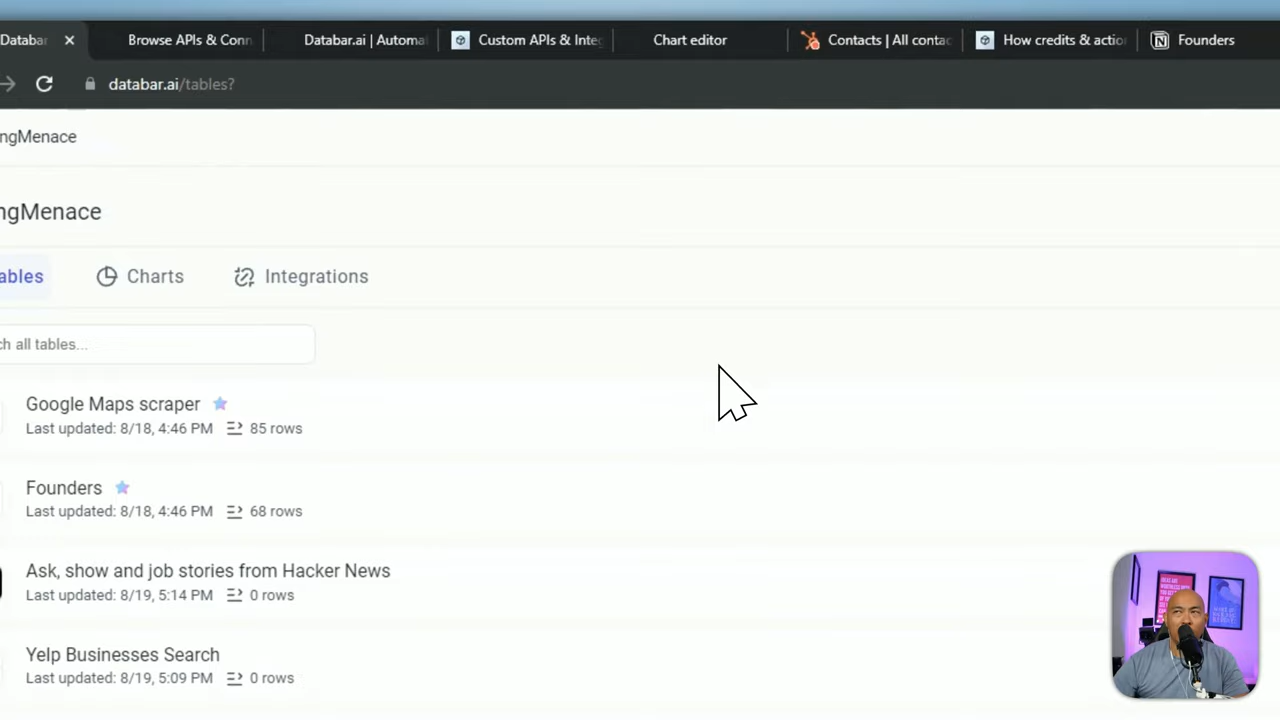 Databar Browse APIs & Conn Databar.ai | Automa Custom APIs & Integ Chart editor Contacts | All contac How credits & actio Founders
databar.ai/tables?
ngMenace
ngMenace
ables Charts Integrations
ch all tables...
Google Maps scraper
Last updated: 8/18, 4:46 PM 85 rows
Founders
Last updated: 8/18, 4:46 PM 68 rows
Ask, show and job stories from Hacker News
Last updated: 8/19, 5:14 PM 0 rows
Yelp Businesses Search
Last updated: 8/19, 5:09 PM 0 rows